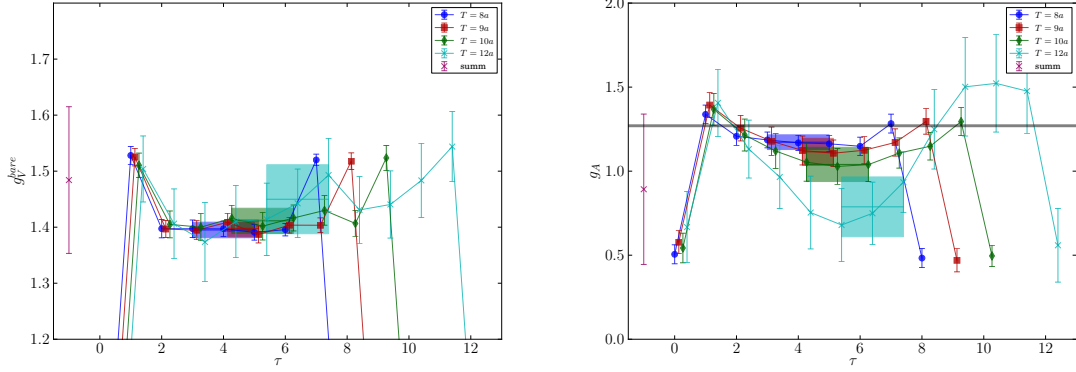 1.7
1.6
1.5
1.4
1.3
1.2
g_V^{bare}
0 2 4 6 8 10 12
τ
T = 8a
T = 9a
T = 10a
T = 12a
summ
2.0
1.5
1.0
0.5
0.0
g_A
0 2 4 6 8 10 12
τ
T = 8a
T = 9a
T = 10a
T = 12a
summ